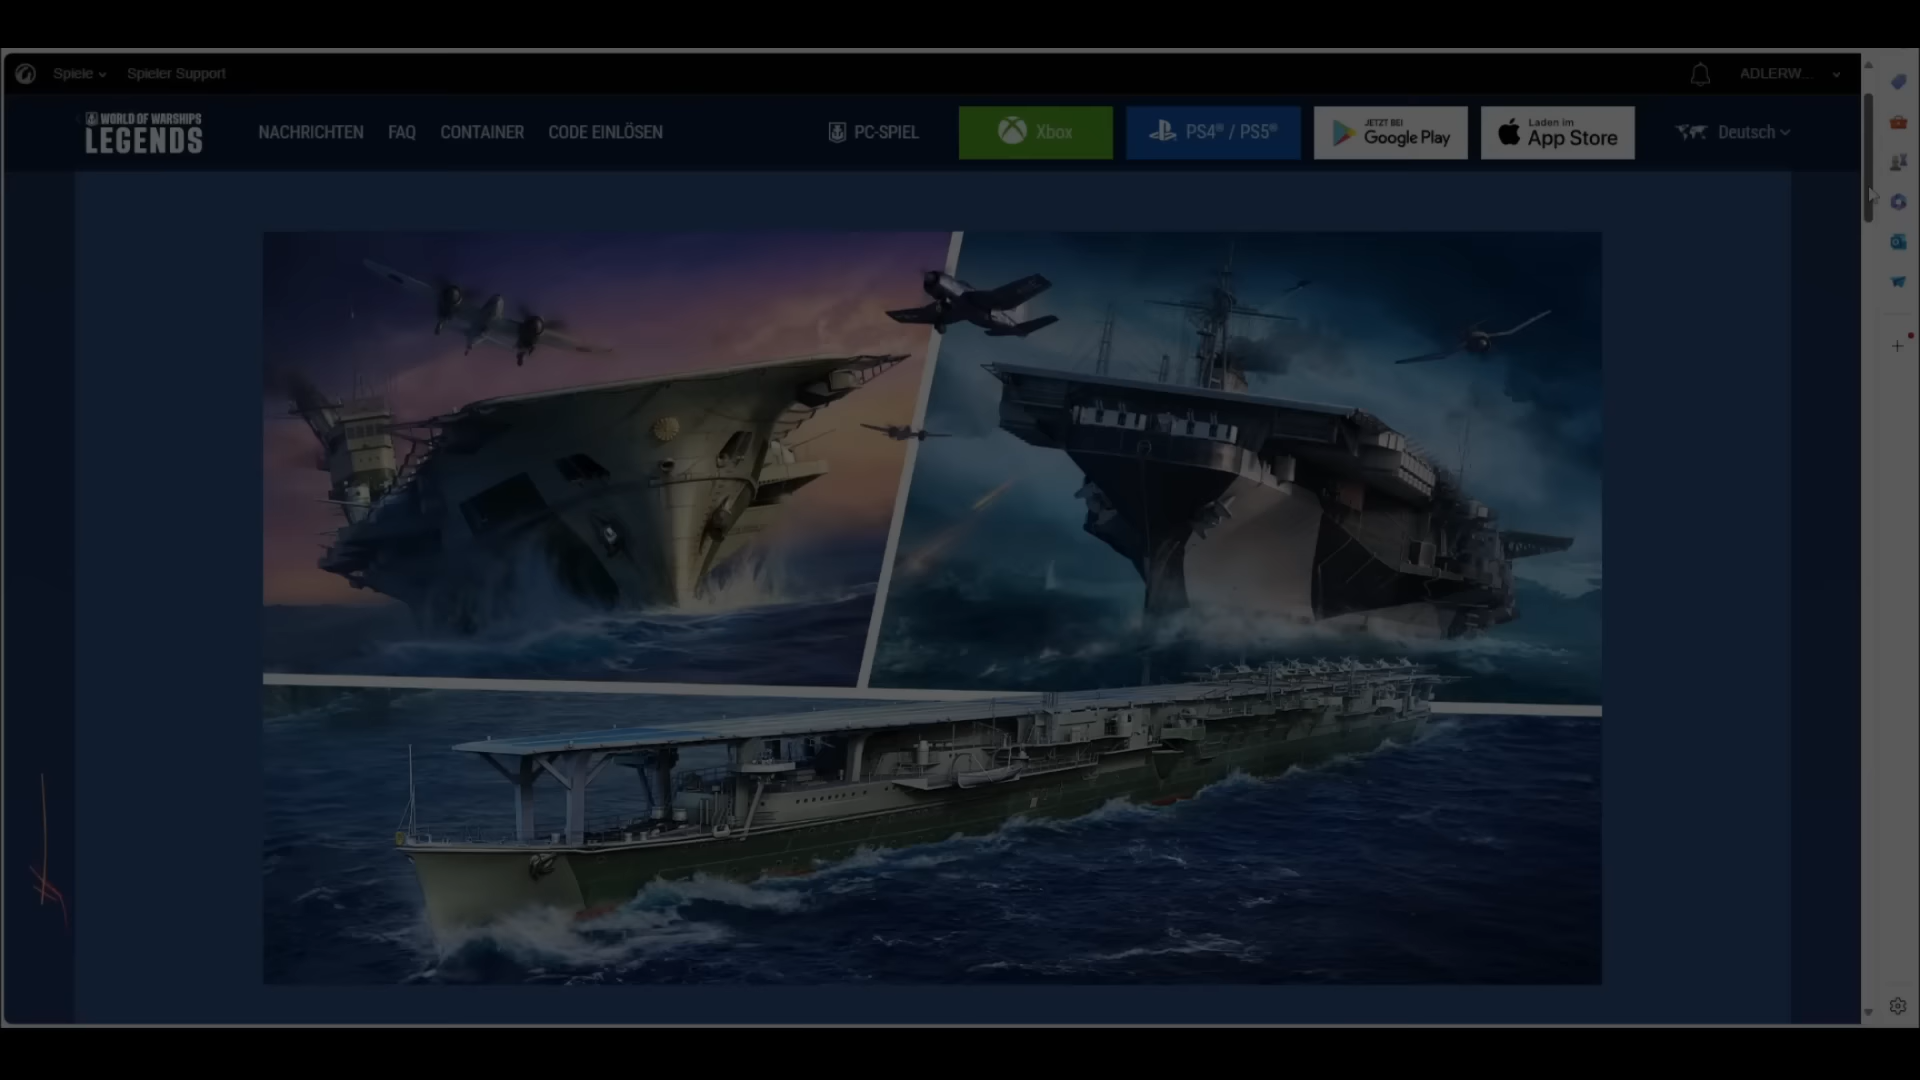 Spiele
Spieler Support
ADLERW...
WORLD OF WARSHIPS
LEGENDS
NACHRICHTEN
FAQ
CONTAINER
CODE EINLÖSEN
PC-SPIEL
Xbox
PS4® / PS5®
JETZT BEI
Google Play
Laden im
App Store
Deutsch